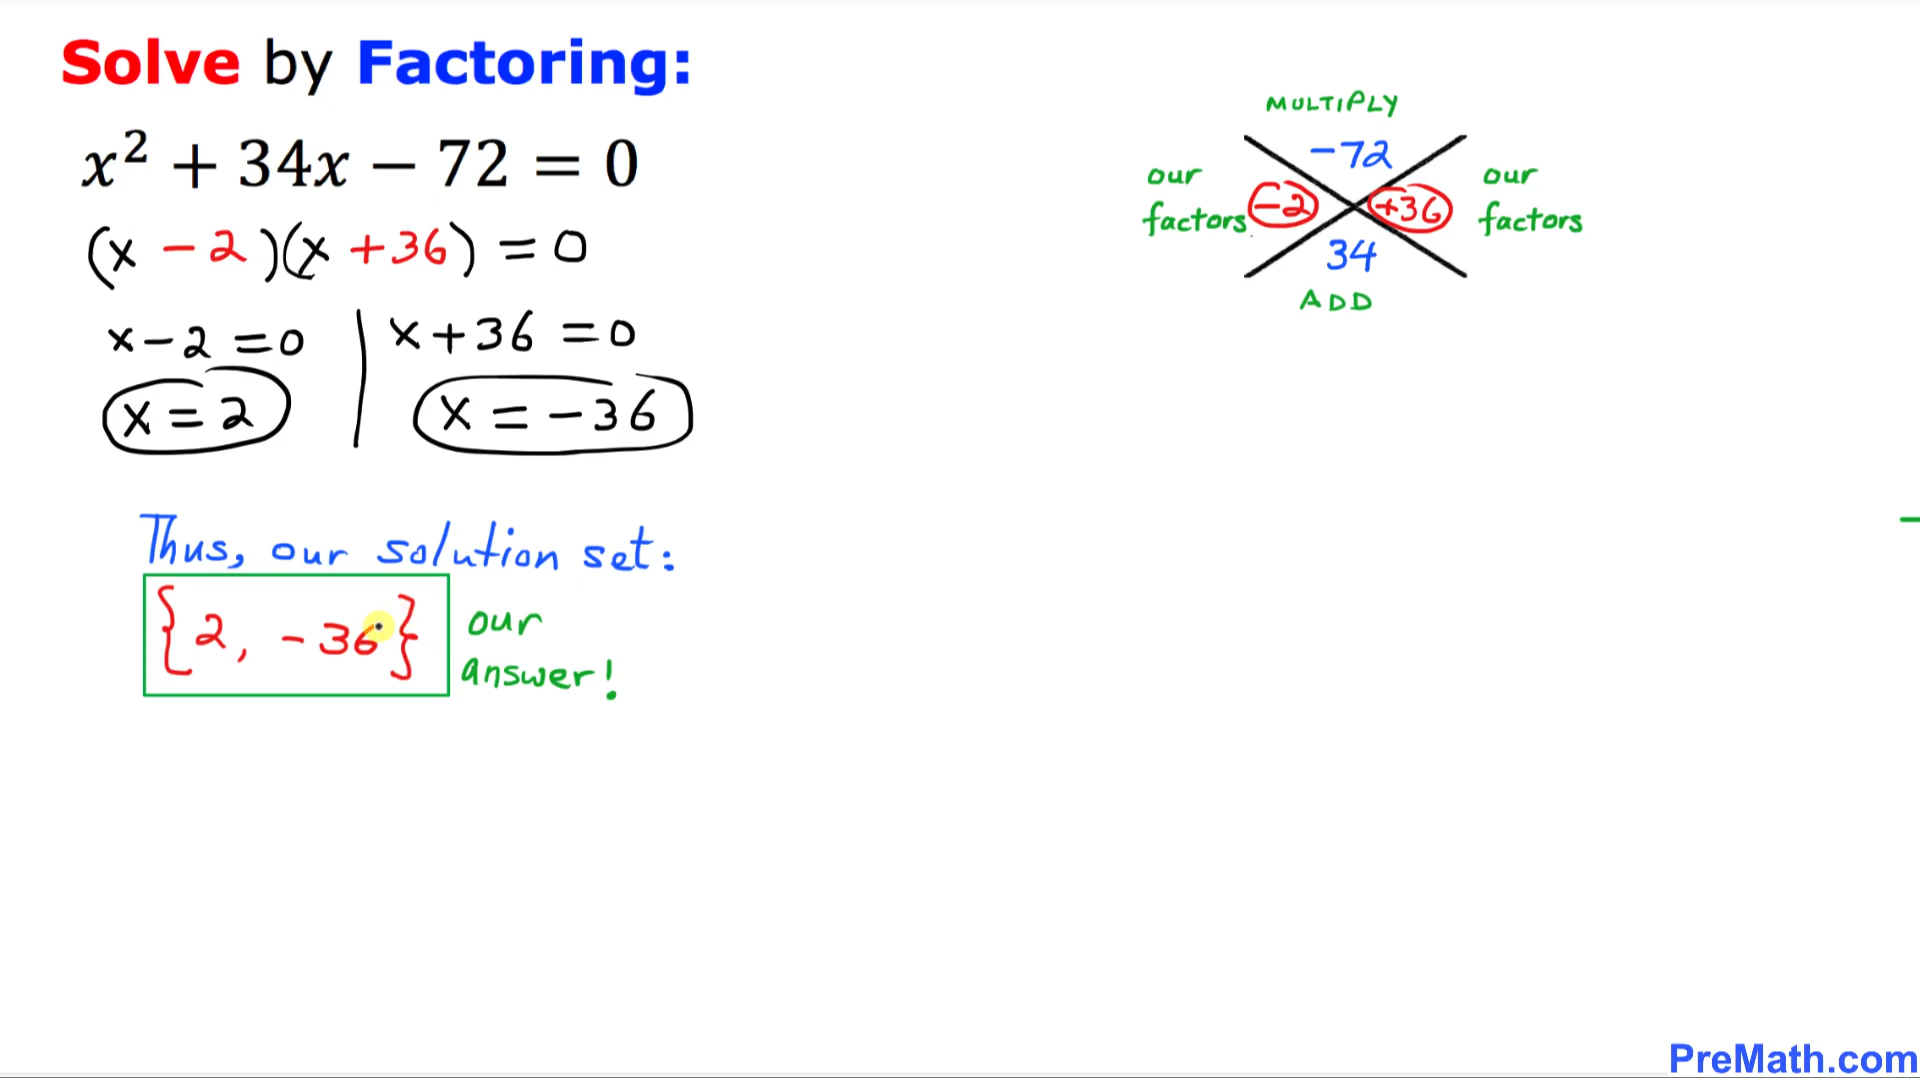 Solve by Factoring:
x² + 34x − 72 = 0
(x −2)(x +36) = 0
x−2 =0 | x+36 =0
x = 2 | x = −36
Thus, our solution set:
{2, −36} our
answer!
MULTIPLY
−72
our factors −2 +36 our factors
34
ADD
PreMath.com